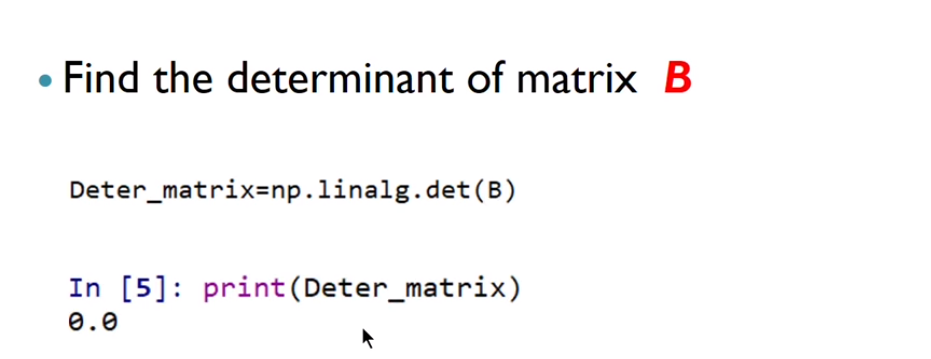 • Find the determinant of matrix B
Deter_matrix=np.linalg.det(B)
In [5]: print(Deter_matrix)
0.0